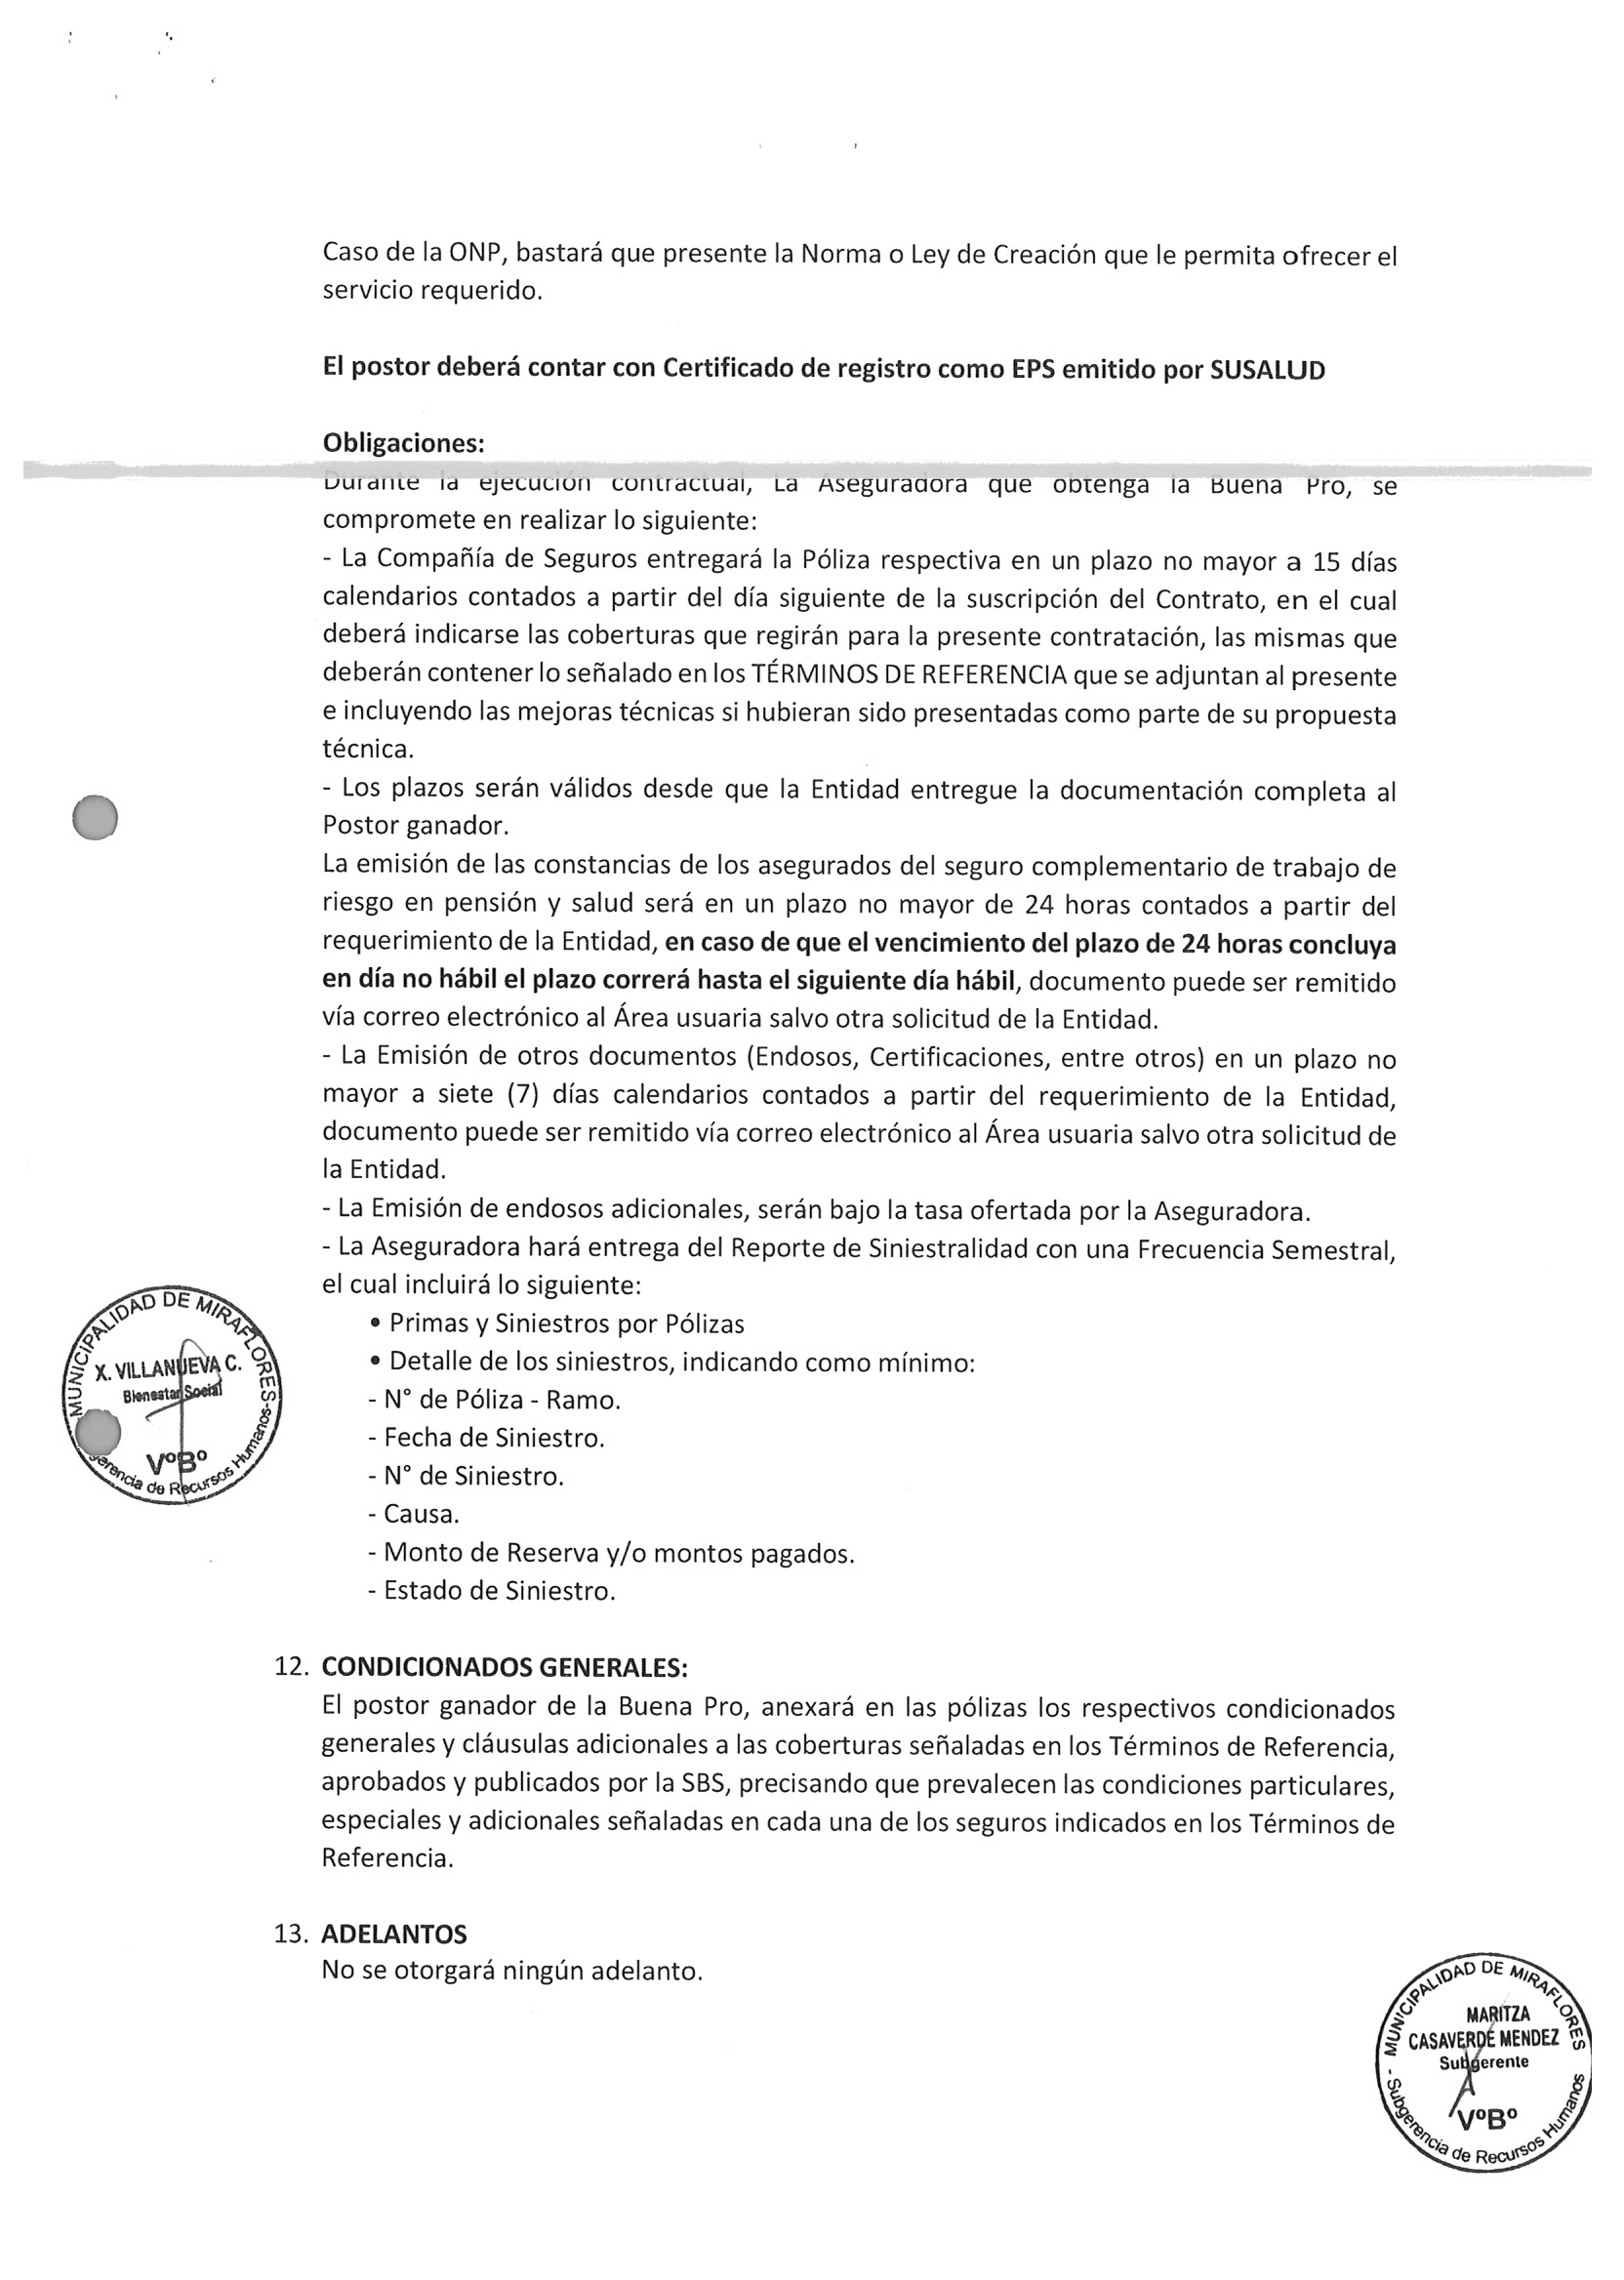 Caso de la ONP, bastará que presente la Norma o Ley de Creación que le permita ofrecer el
servicio requerido.
El postor deberá contar con Certificado de registro como EPS emitido por SUSALUD
Obligaciones:
Durante la ejecución contractual, La Aseguradora que obtenga la Buena Pro, se
compromete en realizar lo siguiente:
- La Compañía de Seguros entregará la Póliza respectiva en un plazo no mayor a 15 días
calendarios contados a partir del día siguiente de la suscripción del Contrato, en el cual
deberá indicarse las coberturas que regirán para la presente contratación, las mismas que
deberán contener lo señalado en los TÉRMINOS DE REFERENCIA que se adjuntan al presente
e incluyendo las mejoras técnicas si hubieran sido presentadas como parte de su propuesta
técnica.
- Los plazos serán válidos desde que la Entidad entregue la documentación completa al
Postor ganador.
La emisión de las constancias de los asegurados del seguro complementario de trabajo de
riesgo en pensión y salud será en un plazo no mayor de 24 horas contados a partir del
requerimiento de la Entidad, en caso de que el vencimiento del plazo de 24 horas concluya
en día no hábil el plazo correrá hasta el siguiente día hábil, documento puede ser remitido
vía correo electrónico al Área usuaria salvo otra solicitud de la Entidad.
- La Emisión de otros documentos (Endosos, Certificaciones, entre otros) en un plazo no
mayor a siete (7) días calendarios contados a partir del requerimiento de la Entidad,
documento puede ser remitido vía correo electrónico al Área usuaria salvo otra solicitud de
la Entidad.
- La Emisión de endosos adicionales, serán bajo la tasa ofertada por la Aseguradora.
- La Aseguradora hará entrega del Reporte de Siniestralidad con una Frecuencia Semestral,
el cual incluirá lo siguiente:
• Primas y Siniestros por Pólizas
• Detalle de los siniestros, indicando como mínimo:
- N° de Póliza - Ramo.
- Fecha de Siniestro.
- N° de Siniestro.
- Causa.
- Monto de Reserva y/o montos pagados.
- Estado de Siniestro.
MUNICIPALIDAD DE MIRAFLORES
X. VILLANUEVA C.
Bienestar Social
V°B°
gerencia de Recursos Humanos-
12. CONDICIONADOS GENERALES:
El postor ganador de la Buena Pro, anexará en las pólizas los respectivos condicionados
generales y cláusulas adicionales a las coberturas señaladas en los Términos de Referencia,
aprobados y publicados por la SBS, precisando que prevalecen las condiciones particulares,
especiales y adicionales señaladas en cada una de los seguros indicados en los Términos de
Referencia.
13. ADELANTOS
No se otorgará ningún adelanto.
MUNICIPALIDAD DE MIRAFLORES
MARITZA
CASAVERDE MENDEZ
Subgerente
V°B°
- Subgerencia de Recursos Humanos